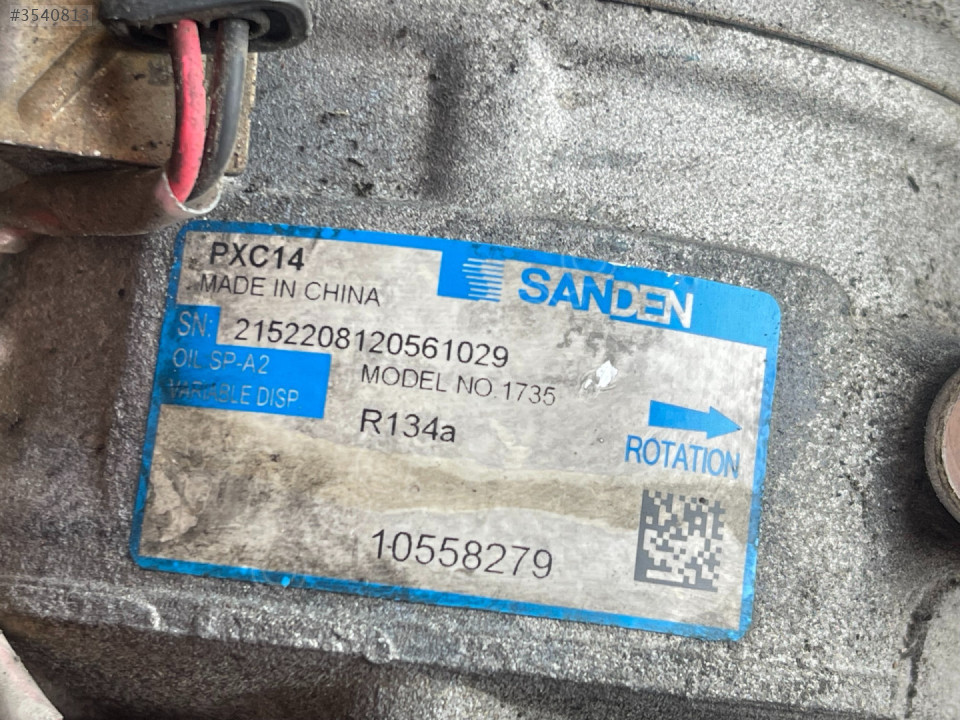 #3540813
PXC14
MADE IN CHINA
SANDEN
SN: 2152208120561029
OIL SP-A2
VARIABLE DISP.
MODEL NO.1735
R134a
ROTATION
10558279